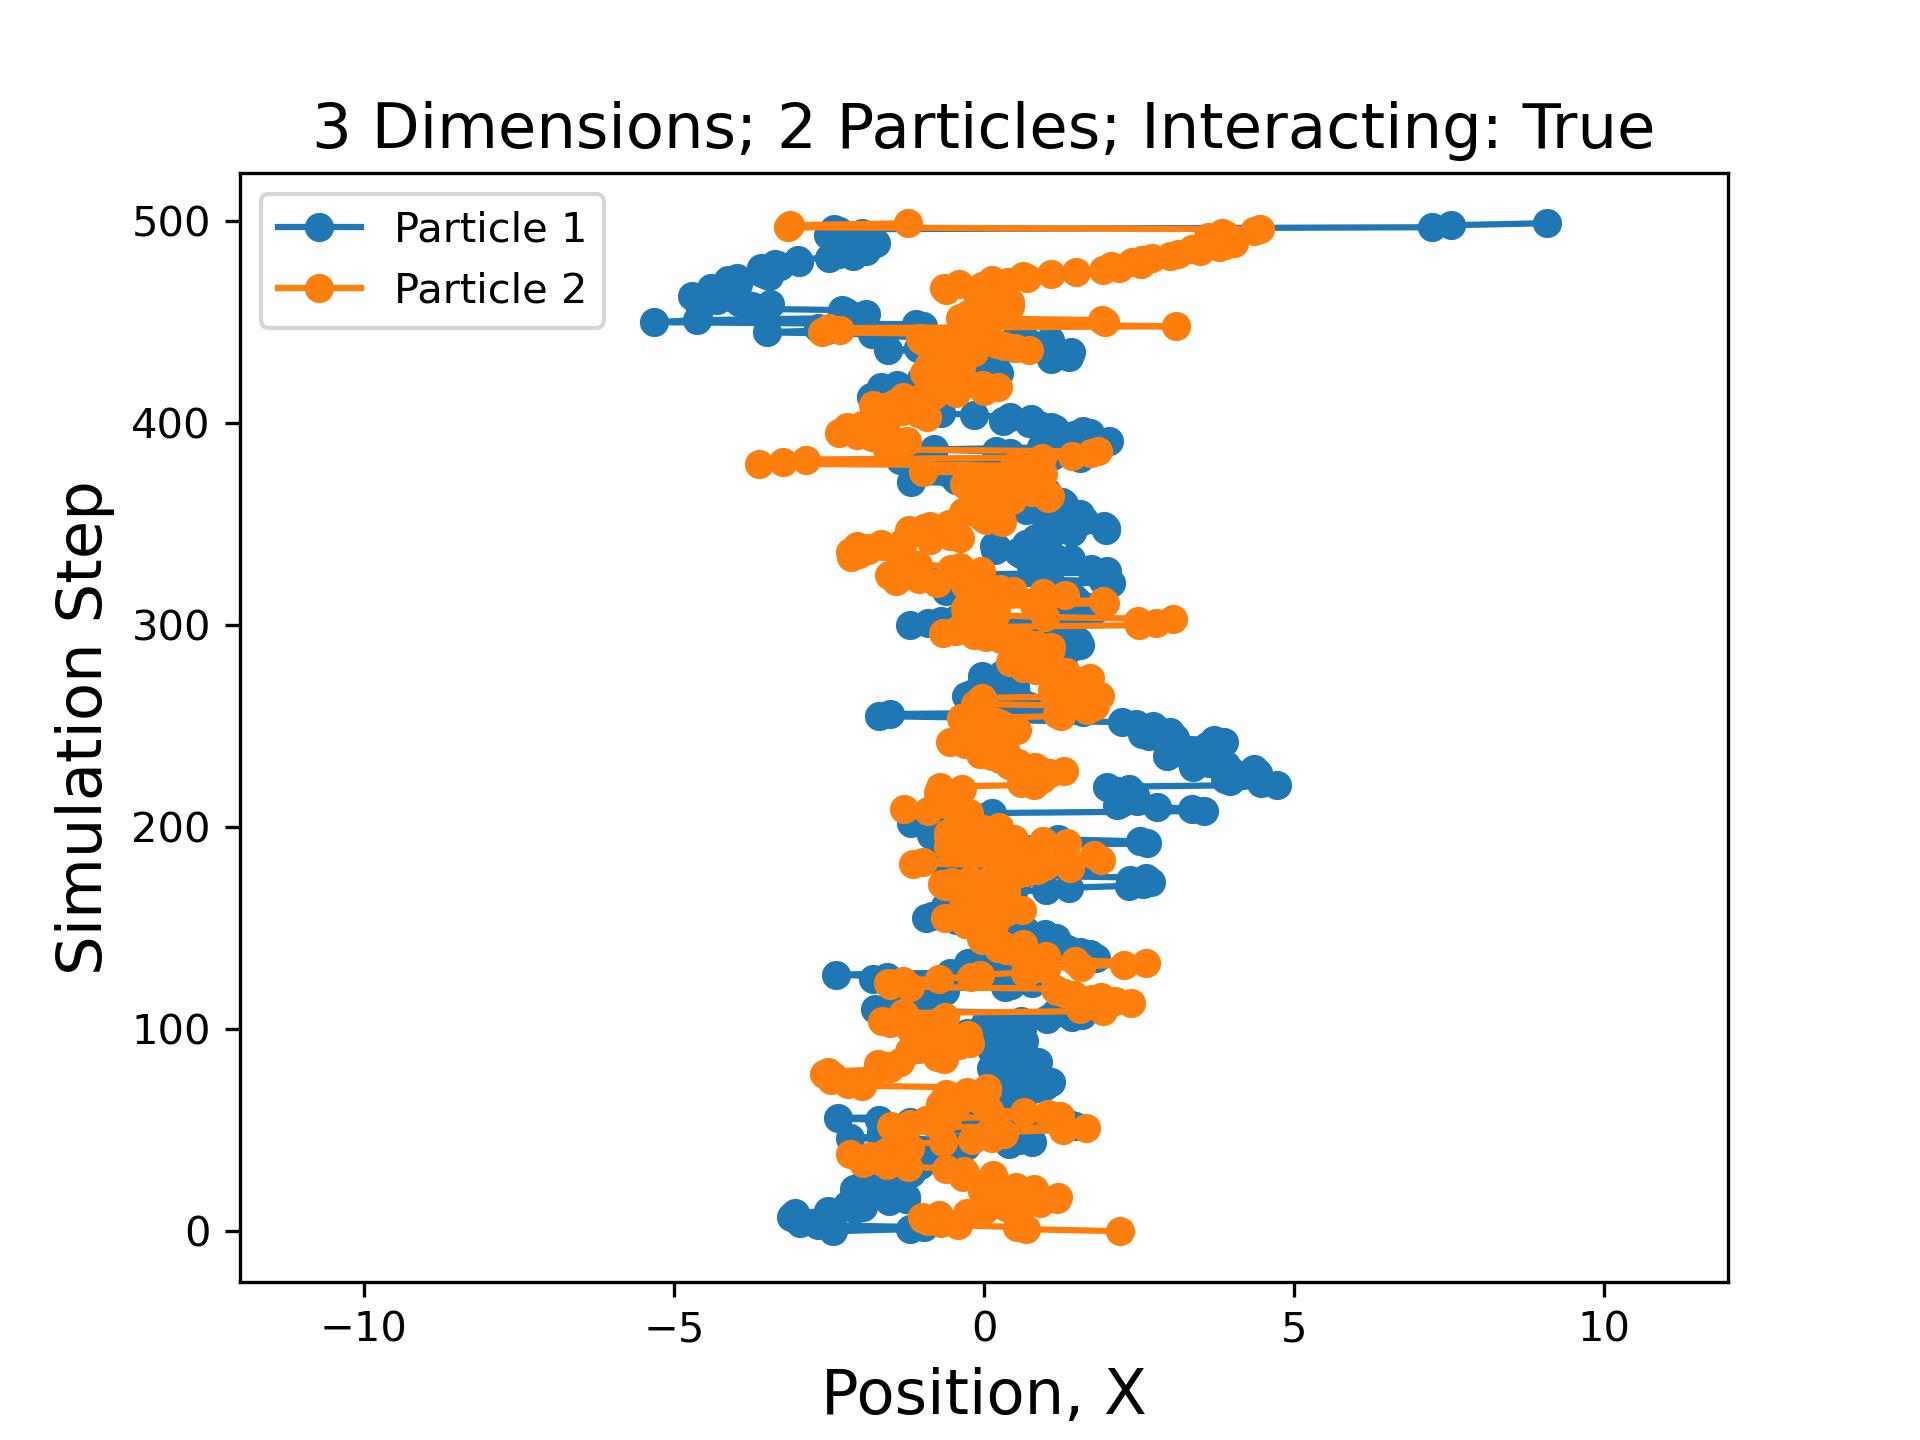 3 Dimensions; 2 Particles; Interacting: True
Particle 1
Particle 2
Simulation Step
500
400
300
200
100
0
−10
−5
0
5
10
Position, X